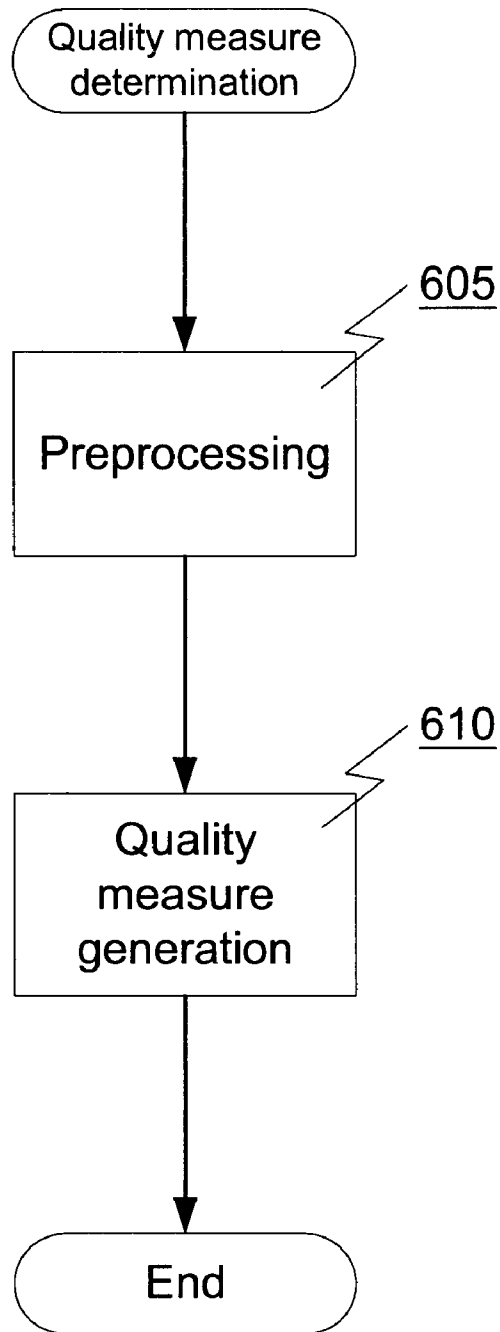 Quality measure
determination
605
Preprocessing
610
Quality
measure
generation
End